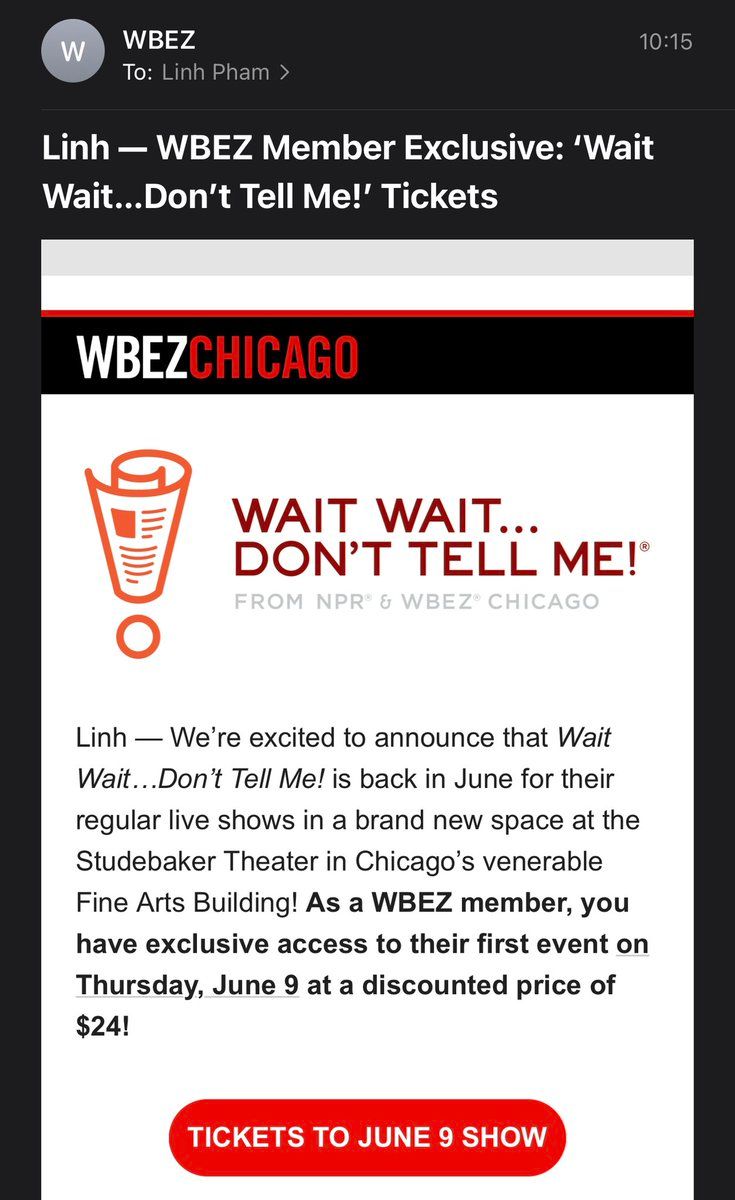 W
WBEZ
10:15
To: Linh Pham >
Linh — WBEZ Member Exclusive: ‘Wait
Wait...Don’t Tell Me!’ Tickets
WBEZCHICAGO
WAIT WAIT...
DON’T TELL ME!®
FROM NPR® & WBEZ® CHICAGO
Linh — We’re excited to announce that Wait
Wait…Don’t Tell Me! is back in June for their
regular live shows in a brand new space at the
Studebaker Theater in Chicago’s venerable
Fine Arts Building! As a WBEZ member, you
have exclusive access to their first event on
Thursday, June 9 at a discounted price of
$24!
TICKETS TO JUNE 9 SHOW